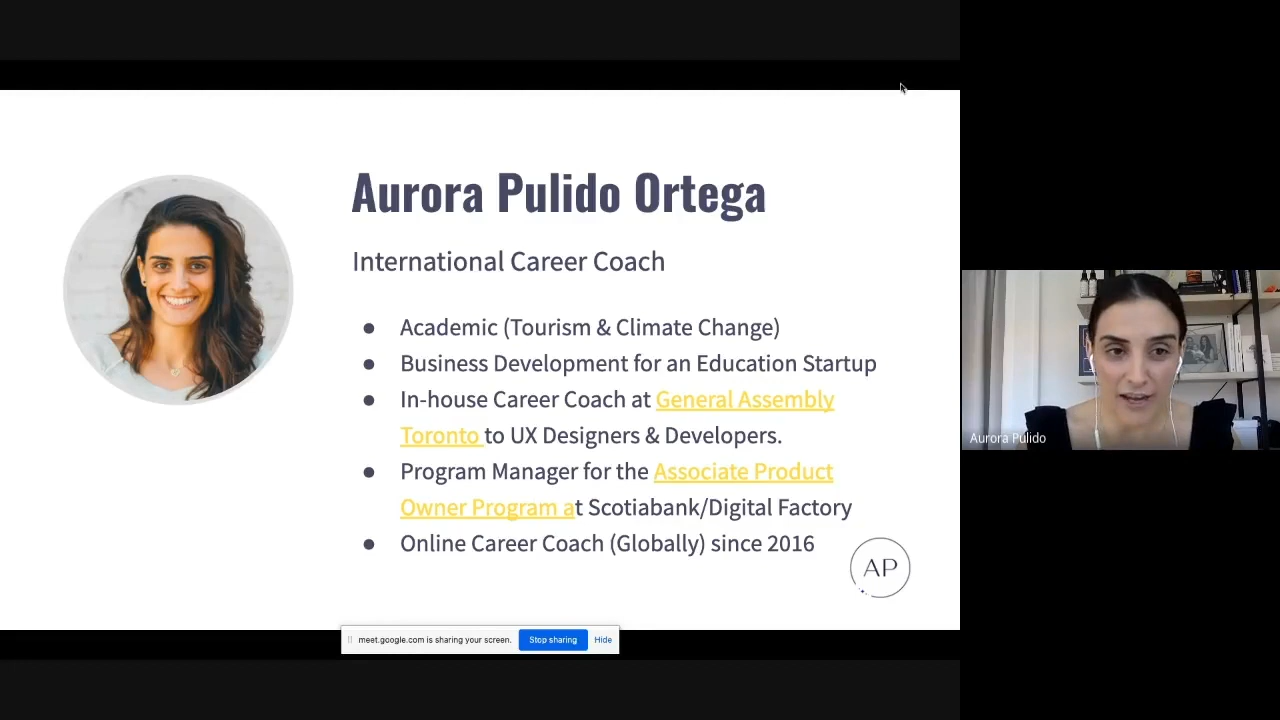 Aurora Pulido Ortega
International Career Coach
● Academic (Tourism & Climate Change)
● Business Development for an Education Startup
● In-house Career Coach at General Assembly
Toronto to UX Designers & Developers.
● Program Manager for the Associate Product
Owner Program at Scotiabank/Digital Factory
● Online Career Coach (Globally) since 2016
AP
Aurora Pulido
meet.google.com is sharing your screen. Stop sharing Hide